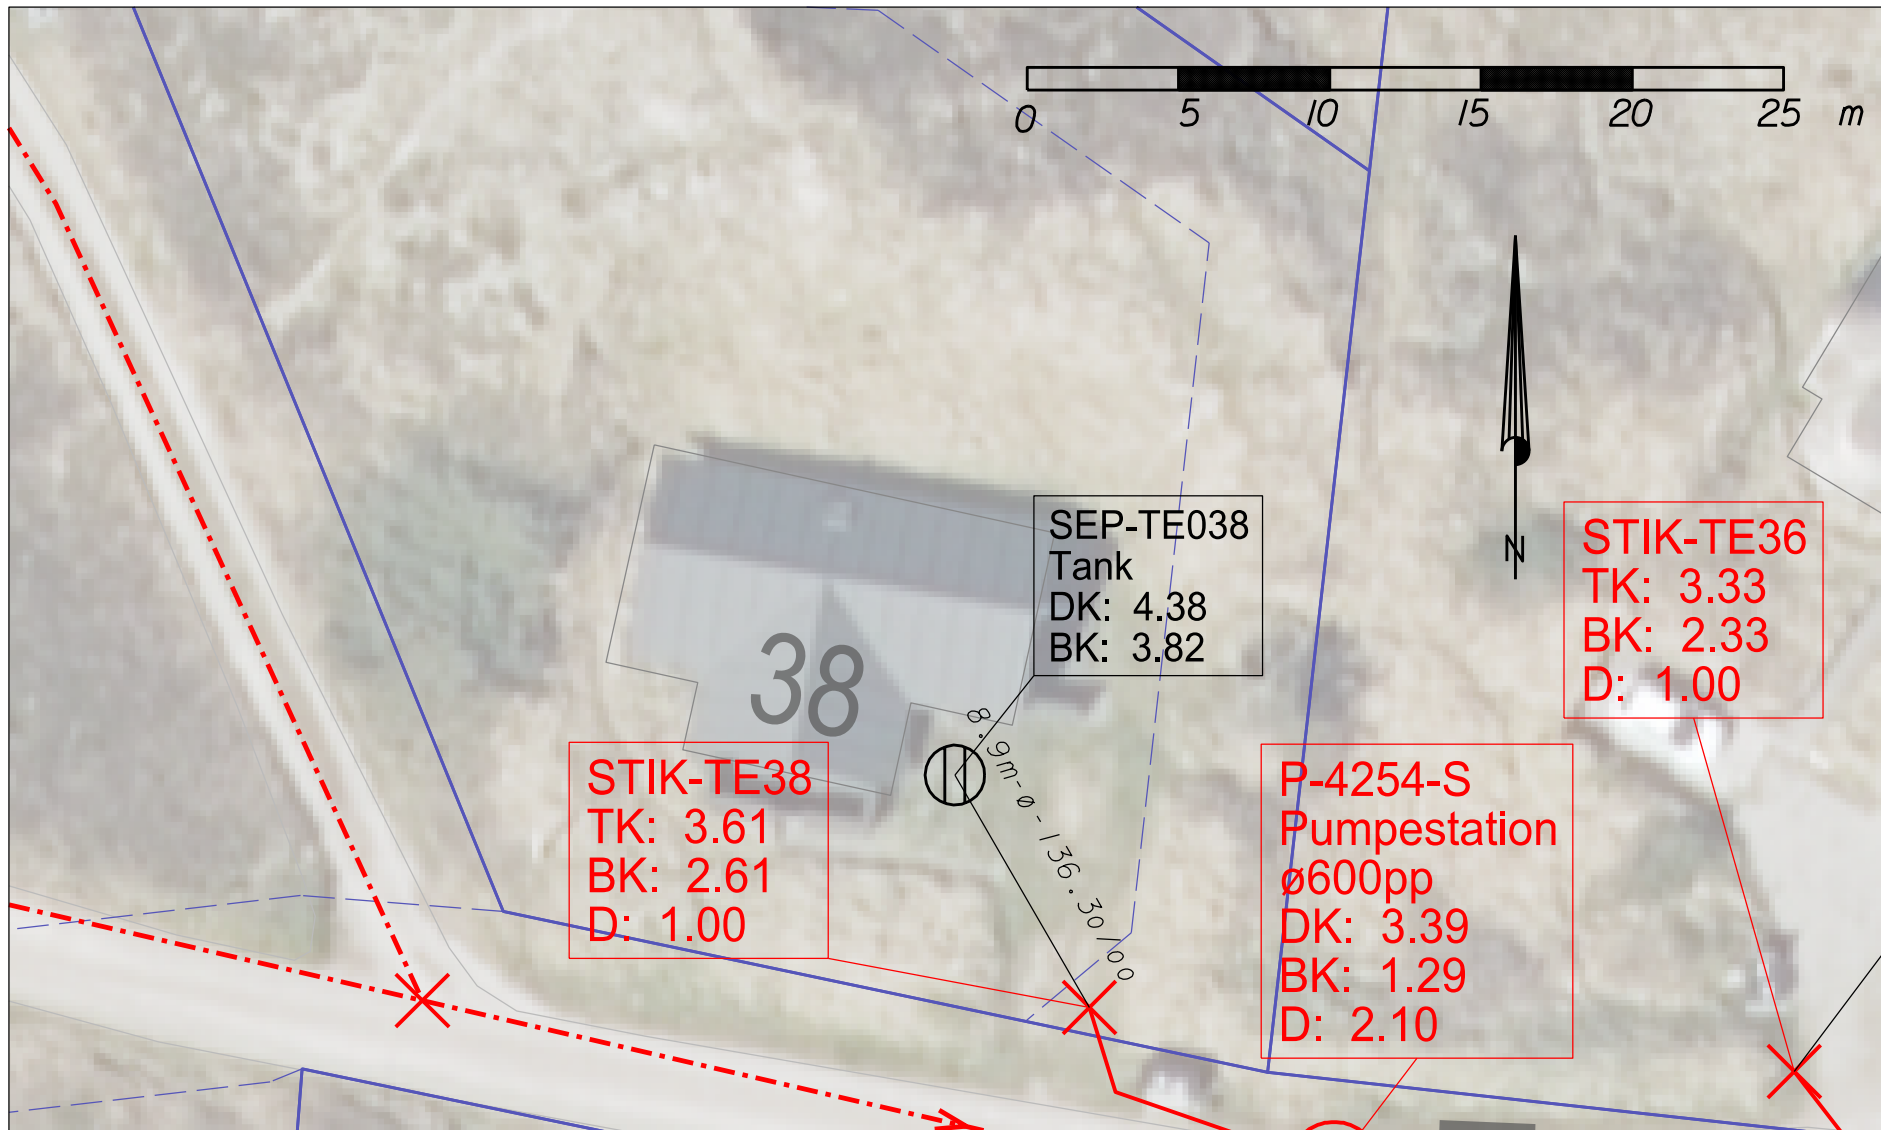 0 5 10 15 20 25 m
N
SEP-TE038
Tank
DK: 4.38
BK: 3.82
STIK-TE36
TK: 3.33
BK: 2.33
D: 1.00
38
8.9m-ø-136.30/00
STIK-TE38
TK: 3.61
BK: 2.61
D: 1.00
P-4254-S
Pumpestation
ø600pp
DK: 3.39
BK: 1.29
D: 2.10